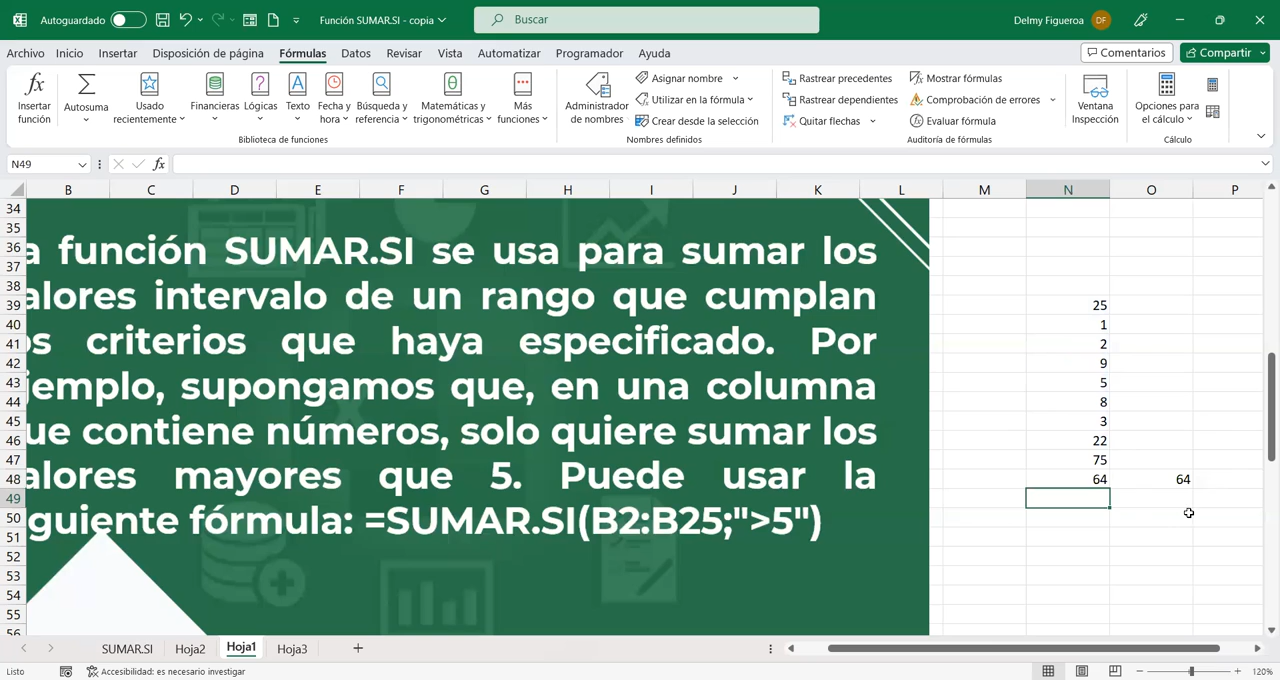 Autoguardado
Función SUMAR.SI - copia
Buscar
Delmy Figueroa DF
Archivo Inicio Insertar Disposición de página Fórmulas Datos Revisar Vista Automatizar Programador Ayuda
Comentarios Compartir
Insertar función
Autosuma
Usado recientemente
Financieras
Lógicas
Texto
Fecha y hora
Búsqueda y referencia
Matemáticas y trigonométricas
Más funciones
Biblioteca de funciones
Administrador de nombres
Asignar nombre
Utilizar en la fórmula
Crear desde la selección
Nombres definidos
Rastrear precedentes
Rastrear dependientes
Quitar flechas
Mostrar fórmulas
Comprobación de errores
Evaluar fórmula
Auditoría de fórmulas
Ventana Inspección
Opciones para el cálculo
Cálculo
N49 fx
B C D E F G H I J K L M N O P
34
35
36
37
38
39 25
40 1
41 2
42 9
43 5
44 8
45 3
46 22
47 75
48 64 64
49
50
51
52
53
54
55
56
a función SUMAR.SI se usa para sumar los
alores intervalo de un rango que cumplan
os criterios que haya especificado. Por
jemplo, supongamos que, en una columna
ue contiene números, solo quiere sumar los
alores mayores que 5. Puede usar la
guiente fórmula: =SUMAR.SI(B2:B25;">5")
SUMAR.SI Hoja2 Hoja1 Hoja3
Listo
Accesibilidad: es necesario investigar
120%